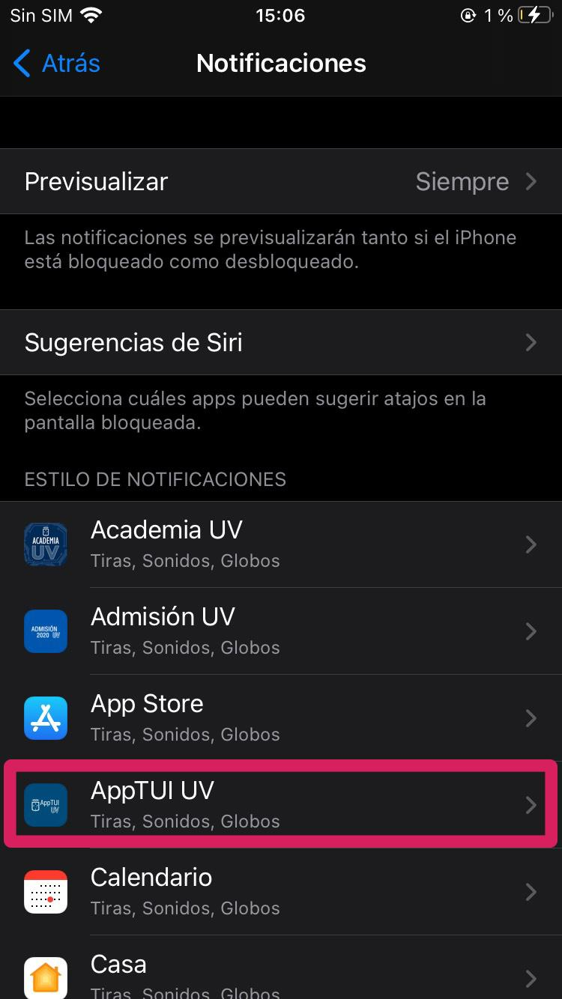 Sin SIM 15:06 1 %
Atrás Notificaciones
Previsualizar Siempre
Las notificaciones se previsualizarán tanto si el iPhone
está bloqueado como desbloqueado.
Sugerencias de Siri
Selecciona cuáles apps pueden sugerir atajos en la
pantalla bloqueada.
ESTILO DE NOTIFICACIONES
ACADEMIA
UV
Academia UV
Tiras, Sonidos, Globos
ADMISIÓN
2020 UV
Admisión UV
Tiras, Sonidos, Globos
App Store
Tiras, Sonidos, Globos
AppTUI
UV
AppTUI UV
Tiras, Sonidos, Globos
Calendario
Tiras, Sonidos, Globos
Casa
Tiras, Sonidos, Globos